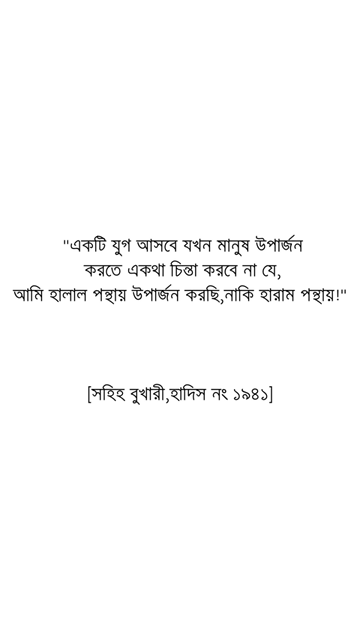 "একটি যুগ আসবে যখন মানুষ উপার্জন
করতে একথা চিন্তা করবে না যে,
আমি হালাল পন্থায় উপার্জন করছি,নাকি হারাম পন্থায়!"
[সহিহ বুখারী,হাদিস নং ১৯৪১]